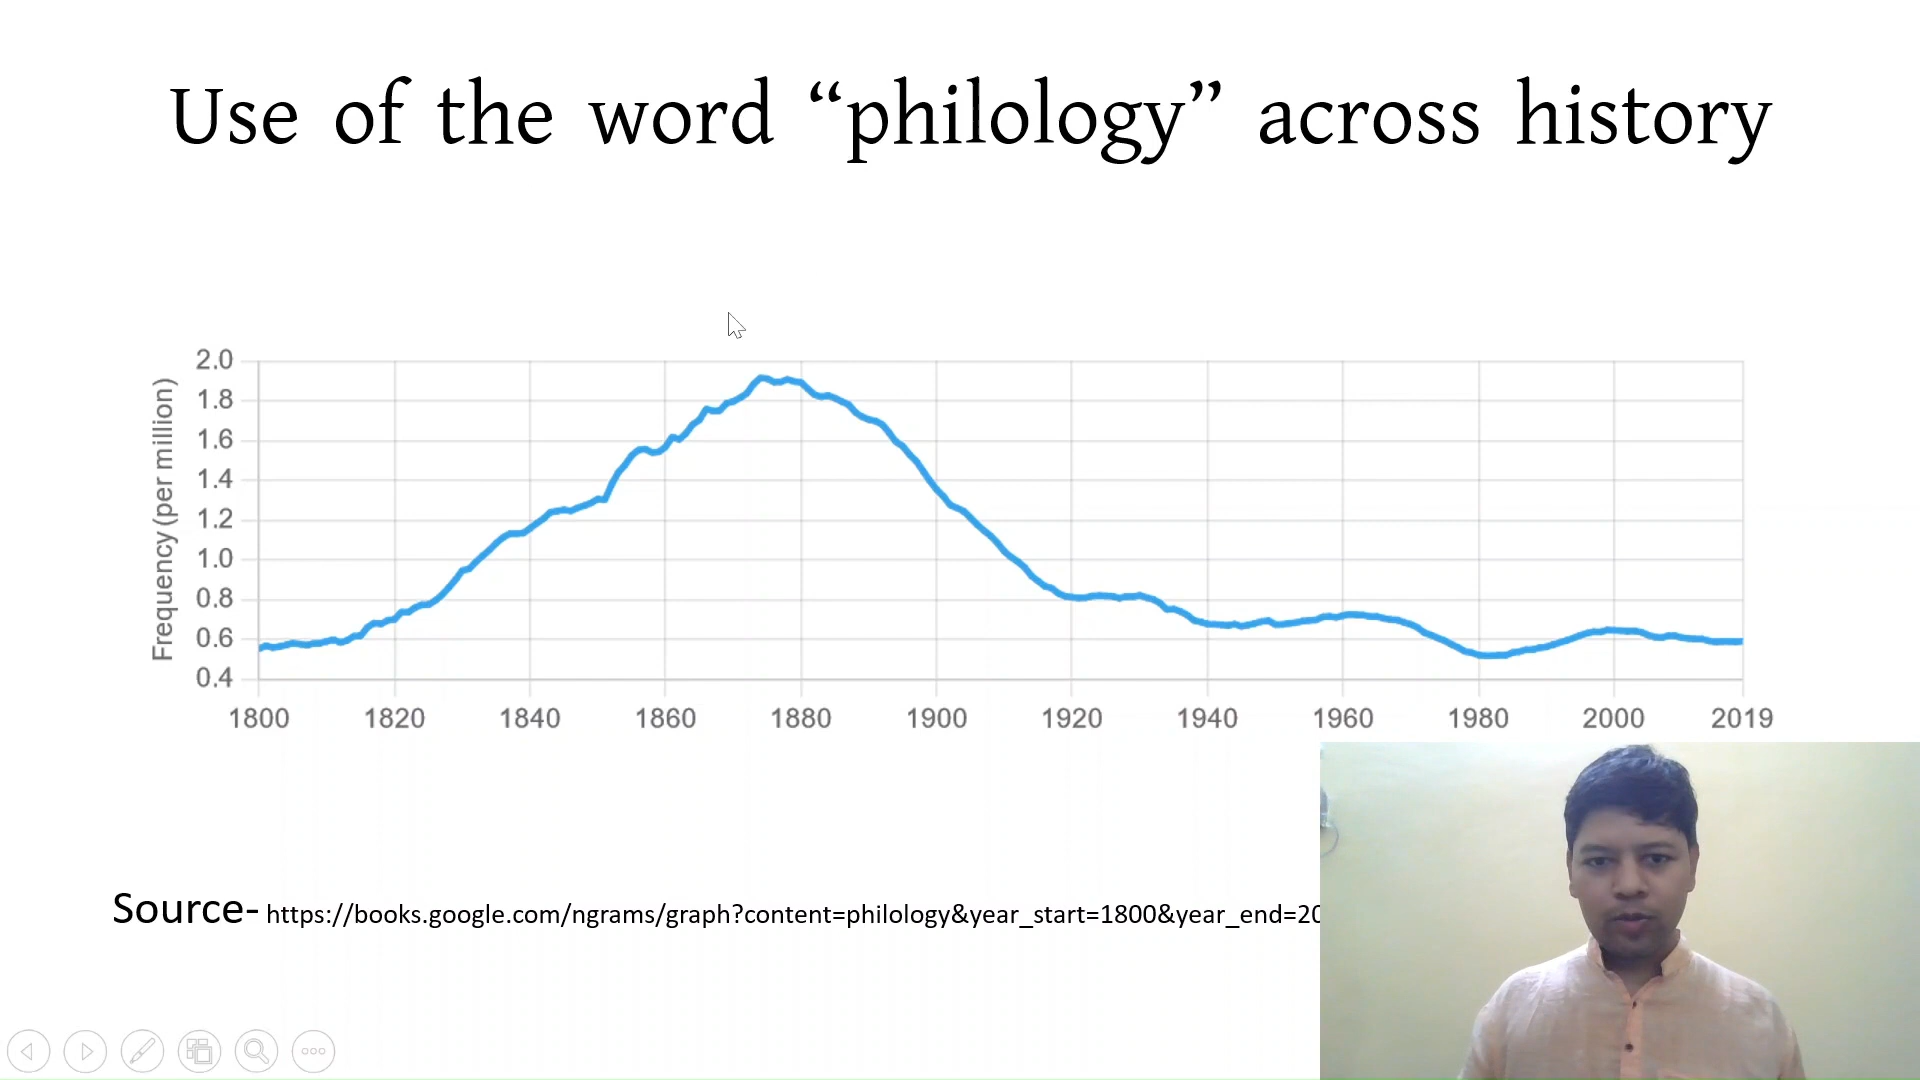 Use of the word “philology” across history
Frequency (per million)
2.0
1.8
1.6
1.4
1.2
1.0
0.8
0.6
0.4
1800 1820 1840 1860 1880 1900 1920 1940 1960 1980 2000 2019
Source- https://books.google.com/ngrams/graph?content=philology&year_start=1800&year_end=20